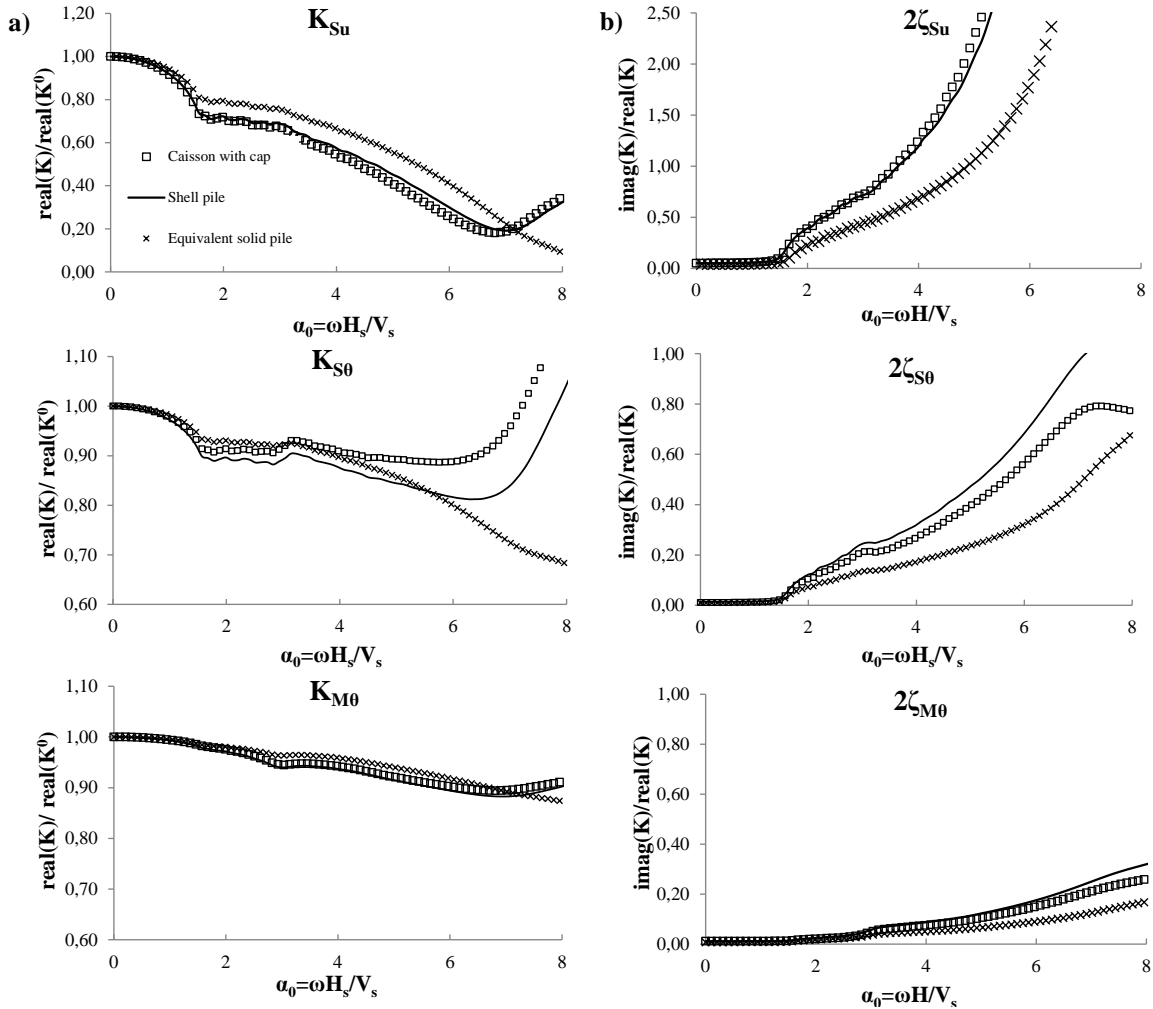 a)
K_Su
real(K)/real(K⁰)
1,20
1,00
0,80
0,60
0,40
0,20
0,00
Caisson with cap
Shell pile
Equivalent solid pile
0 2 4 6 8
α₀=ωH_s/V_s
b)
2ζ_Su
imag(K)/real(K)
2,50
2,00
1,50
1,00
0,50
0,00
0 2 4 6 8
α₀=ωH/V_s
K_Sθ
real(K)/ real(K⁰)
1,10
1,00
0,90
0,80
0,70
0,60
0 2 4 6 8
α₀=ωH_s/V_s
2ζ_Sθ
imag(K)/real(K)
1,00
0,80
0,60
0,40
0,20
0,00
0 2 4 6 8
α₀=ωH_s/V_s
K_Mθ
real(K)/ real(K⁰)
1,10
1,00
0,90
0,80
0,70
0,60
0 2 4 6 8
α₀=ωH_s/V_s
2ζ_Mθ
imag(K)/real(K)
1,00
0,80
0,60
0,40
0,20
0,00
0 2 4 6 8
α₀=ωH/V_s